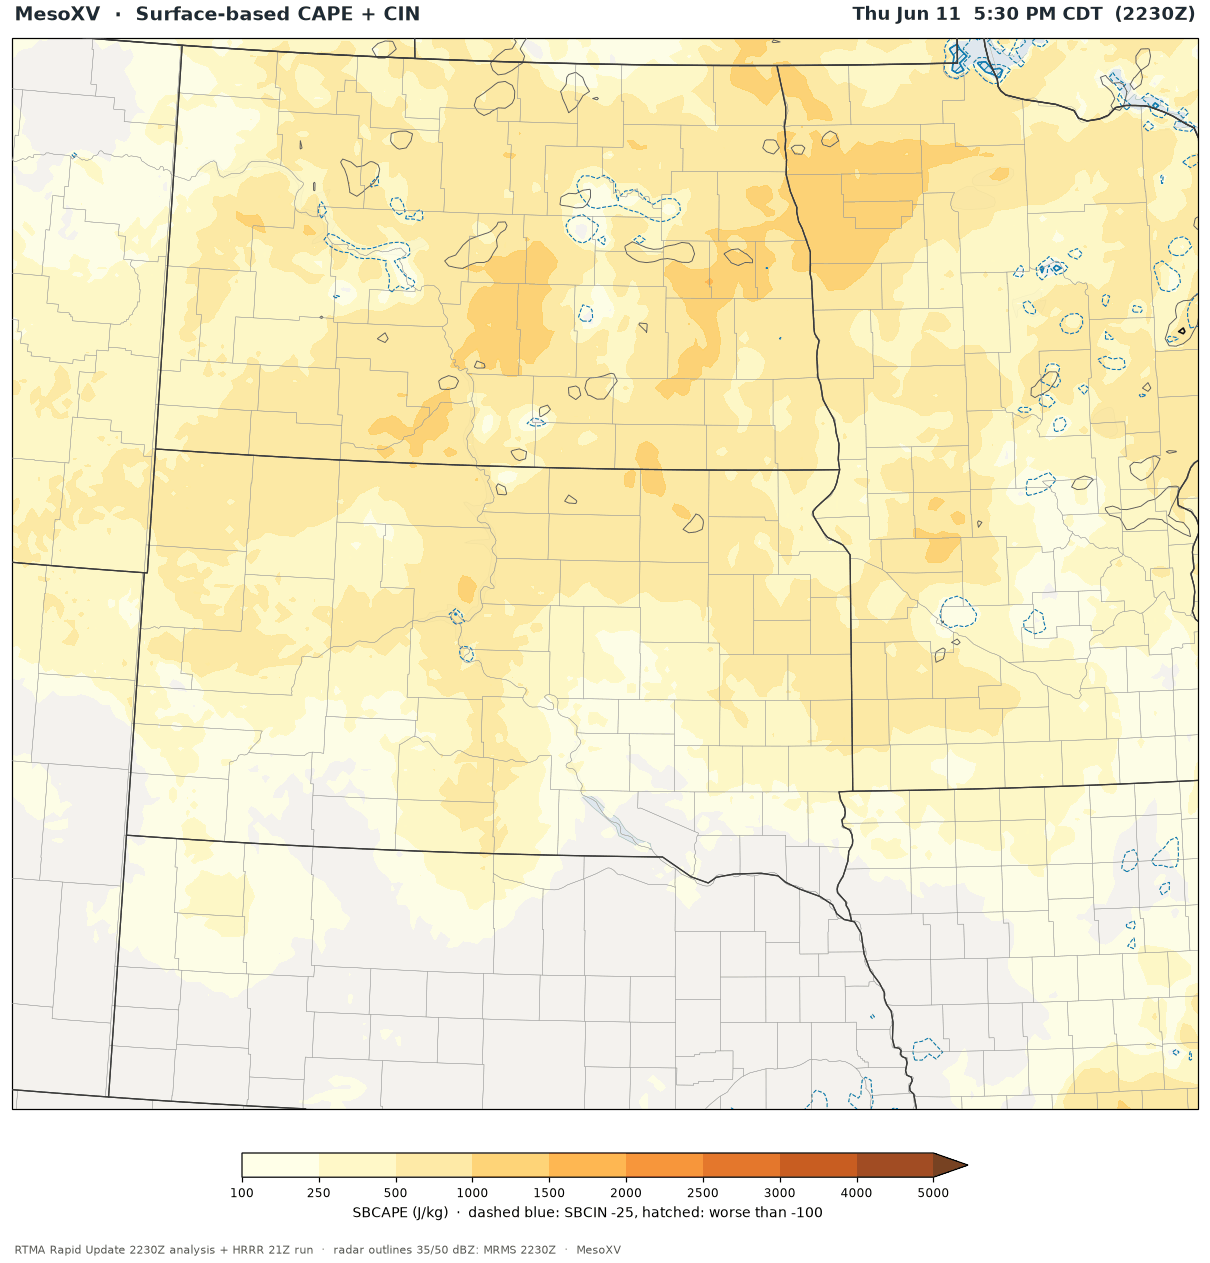 MesoXV · Surface-based CAPE + CIN
Thu Jun 11 5:30 PM CDT (2230Z)
100 250 500 1000 1500 2000 2500 3000 4000 5000
SBCAPE (J/kg) · dashed blue: SBCIN -25, hatched: worse than -100
RTMA Rapid Update 2230Z analysis + HRRR 21Z run · radar outlines 35/50 dBZ: MRMS 2230Z · MesoXV